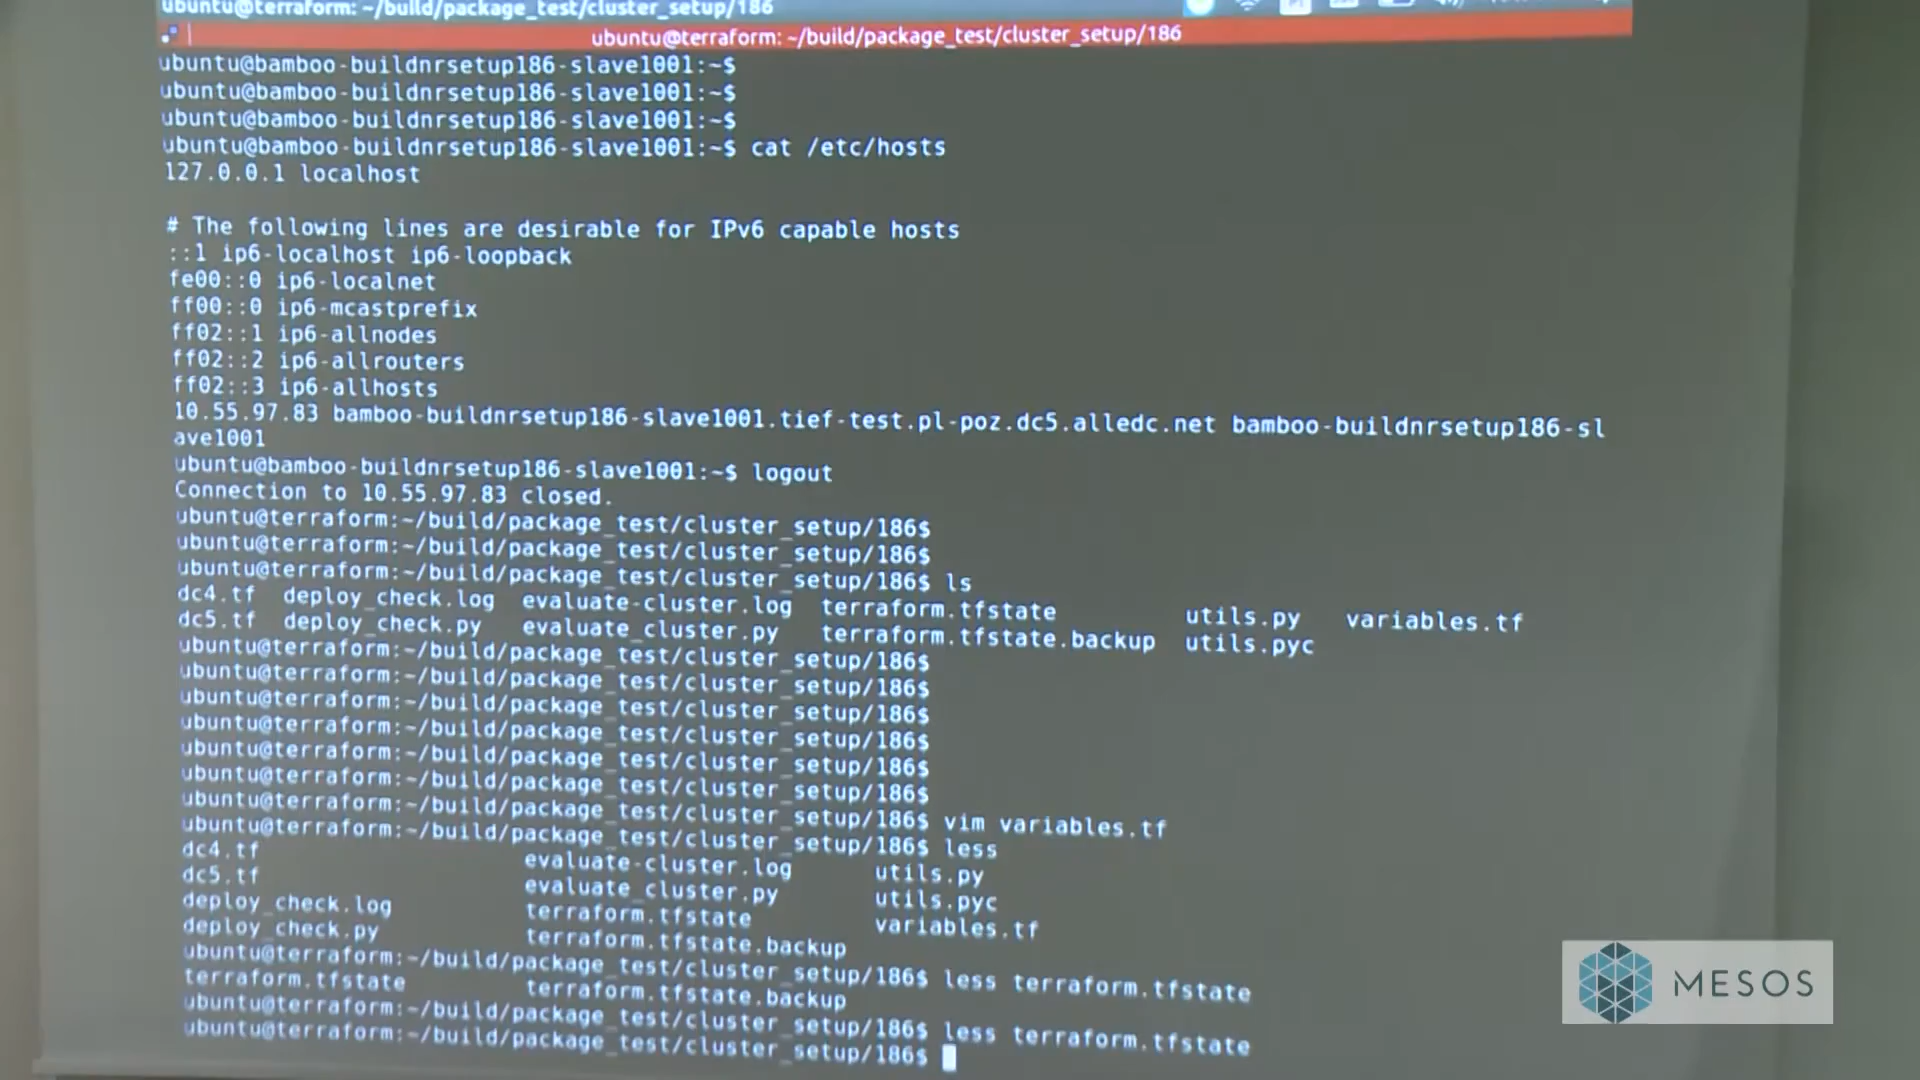 ubuntu@terraform: ~/build/package_test/cluster_setup/186
ubuntu@terraform: ~/build/package_test/cluster_setup/186
ubuntu@bamboo-buildnrsetup186-slave1001:~$
ubuntu@bamboo-buildnrsetup186-slave1001:~$
ubuntu@bamboo-buildnrsetup186-slave1001:~$
ubuntu@bamboo-buildnrsetup186-slave1001:~$ cat /etc/hosts
127.0.0.1 localhost
# The following lines are desirable for IPv6 capable hosts
::1 ip6-localhost ip6-loopback
fe00::0 ip6-localnet
ff00::0 ip6-mcastprefix
ff02::1 ip6-allnodes
ff02::2 ip6-allrouters
ff02::3 ip6-allhosts
10.55.97.83 bamboo-buildnrsetup186-slave1001.tief-test.pl-poz.dc5.alledc.net bamboo-buildnrsetup186-sl
ave1001
ubuntu@bamboo-buildnrsetup186-slave1001:~$ logout
Connection to 10.55.97.83 closed.
ubuntu@terraform:~/build/package_test/cluster_setup/186$
ubuntu@terraform:~/build/package_test/cluster_setup/186$
ubuntu@terraform:~/build/package_test/cluster_setup/186$ ls
dc4.tf deploy_check.log evaluate-cluster.log terraform.tfstate utils.py variables.tf
dc5.tf deploy_check.py evaluate_cluster.py terraform.tfstate.backup utils.pyc
ubuntu@terraform:~/build/package_test/cluster_setup/186$
ubuntu@terraform:~/build/package_test/cluster_setup/186$
ubuntu@terraform:~/build/package_test/cluster_setup/186$
ubuntu@terraform:~/build/package_test/cluster_setup/186$
ubuntu@terraform:~/build/package_test/cluster_setup/186$
ubuntu@terraform:~/build/package_test/cluster_setup/186$
ubuntu@terraform:~/build/package_test/cluster_setup/186$ vim variables.tf
ubuntu@terraform:~/build/package_test/cluster_setup/186$ less
dc4.tf evaluate-cluster.log utils.py
dc5.tf evaluate_cluster.py utils.pyc
deploy_check.log terraform.tfstate variables.tf
deploy_check.py terraform.tfstate.backup
ubuntu@terraform:~/build/package_test/cluster_setup/186$ less terraform.tfstate
terraform.tfstate terraform.tfstate.backup
ubuntu@terraform:~/build/package_test/cluster_setup/186$ less terraform.tfstate
ubuntu@terraform:~/build/package_test/cluster_setup/186$
MESOS